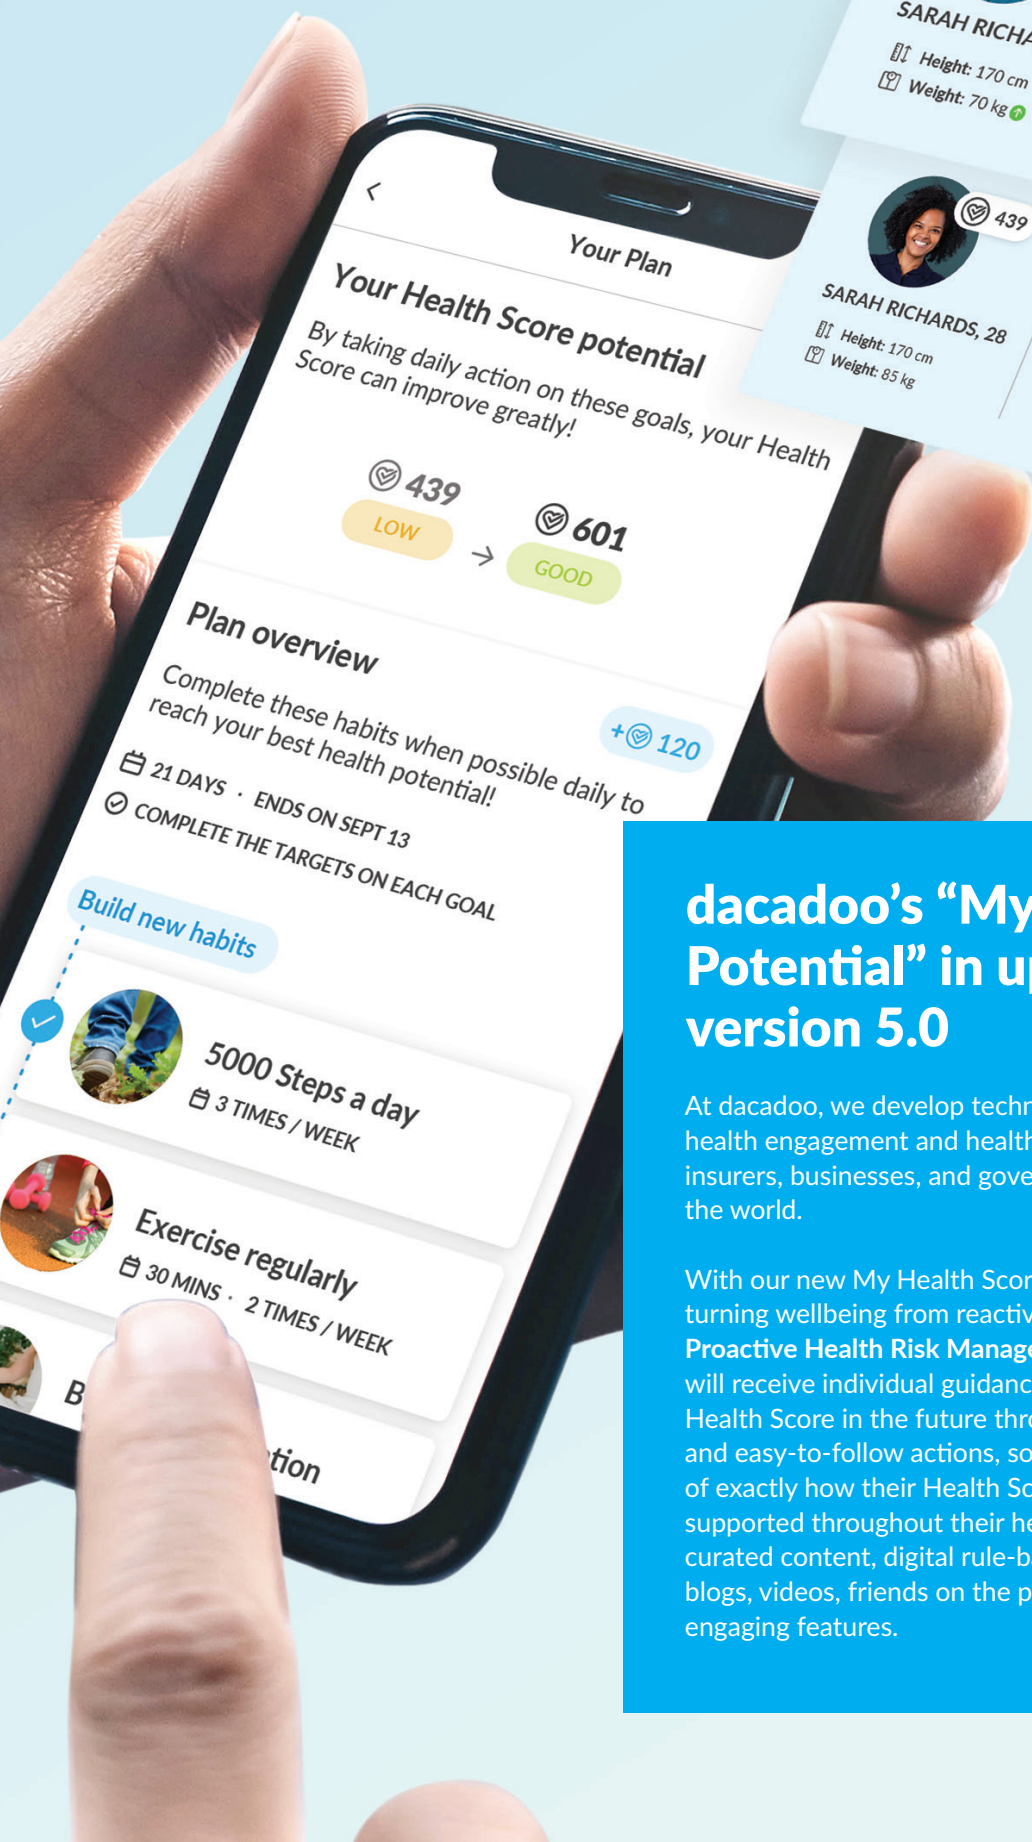 SARAH RICHA
Height: 170 cm
Weight: 70 kg
439
SARAH RICHARDS, 28
Height: 170 cm
Weight: 85 kg
Your Plan
Your Health Score potential
By taking daily action on these goals, your Health
Score can improve greatly!
439
LOW
601
GOOD
Plan overview
Complete these habits when possible daily to
reach your best health potential!
+ 120
21 DAYS · ENDS ON SEPT 13
COMPLETE THE TARGETS ON EACH GOAL
Build new habits
5000 Steps a day
3 TIMES / WEEK
Exercise regularly
30 MINS · 2 TIMES / WEEK
B
tion
dacadoo’s “My
Potential” in up
version 5.0
At dacadoo, we develop techn
health engagement and health
insurers, businesses, and gove
the world.
With our new My Health Scor
turning wellbeing from reactiv
Proactive Health Risk Manage
will receive individual guidanc
Health Score in the future thro
and easy-to-follow actions, so
of exactly how their Health Sc
supported throughout their he
curated content, digital rule-ba
blogs, videos, friends on the p
engaging features.